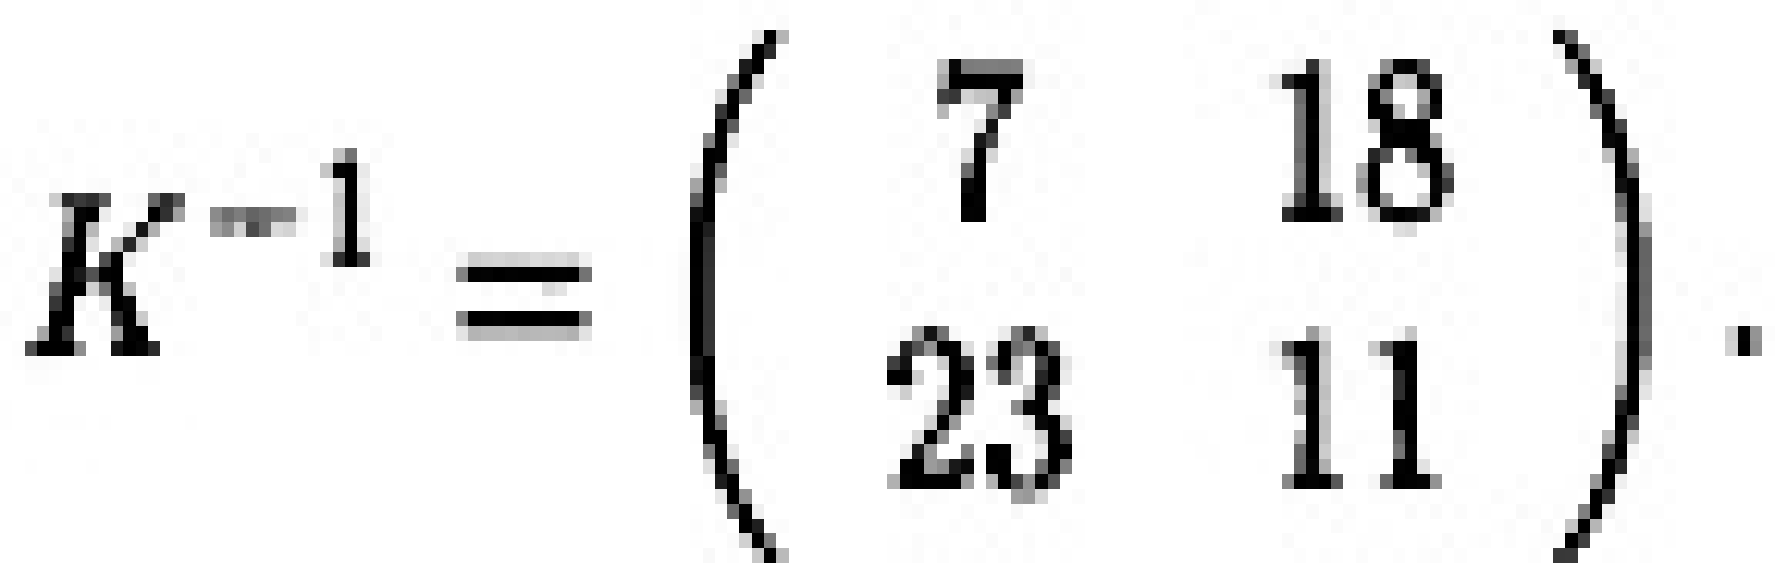 K⁻¹ = ( 7 18
23 11 ).